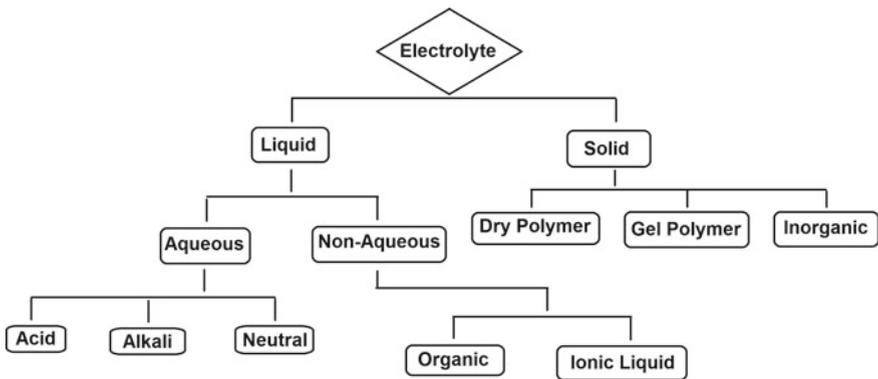 Electrolyte
Liquid
Solid
Aqueous
Non-Aqueous
Dry Polymer
Gel Polymer
Inorganic
Acid
Alkali
Neutral
Organic
Ionic Liquid